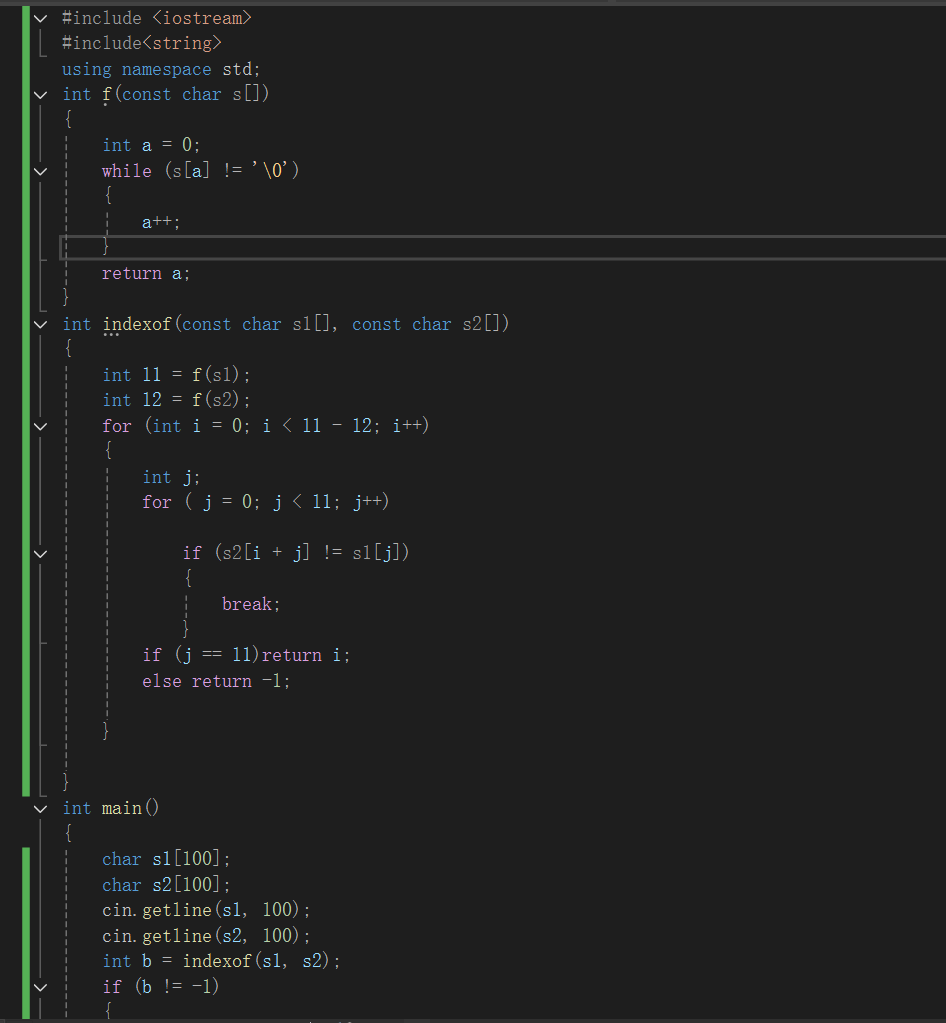 #include <iostream>
#include<string>
using namespace std;
int f(const char s[])
{
int a = 0;
while (s[a] != '\0')
{
a++;
}
return a;
}
int indexof(const char s1[], const char s2[])
{
int l1 = f(s1);
int l2 = f(s2);
for (int i = 0; i < l1 - l2; i++)
{
int j;
for ( j = 0; j < l1; j++)
if (s2[i + j] != s1[j])
{
break;
}
if (j == l1)return i;
else return -1;
}
}
int main()
{
char s1[100];
char s2[100];
cin.getline(s1, 100);
cin.getline(s2, 100);
int b = indexof(s1, s2);
if (b != -1)
{